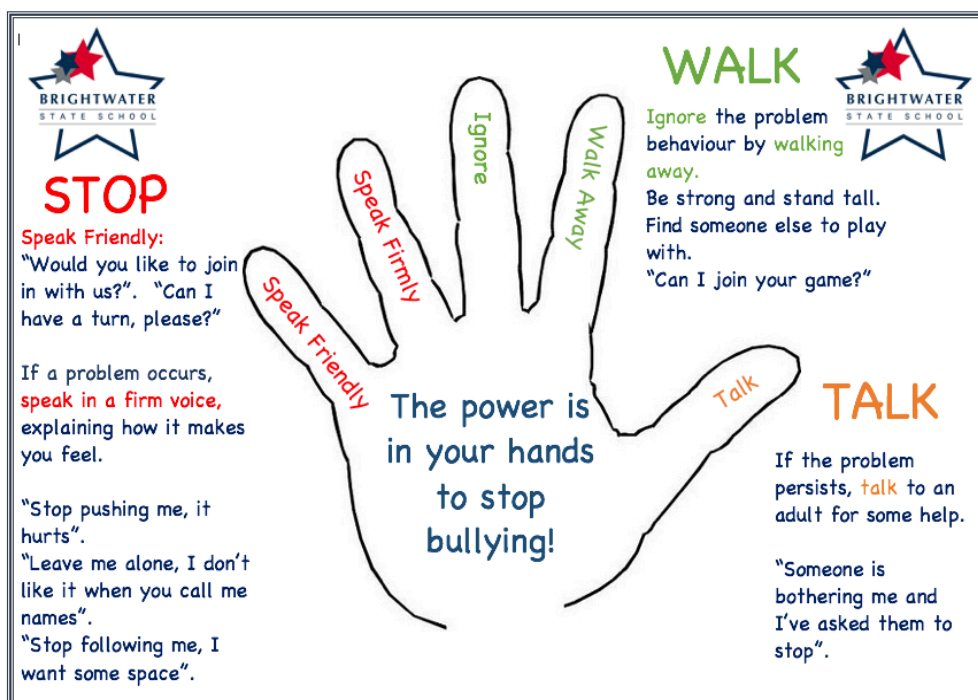 BRIGHTWATER
STATE SCHOOL
STOP
Speak Friendly:
“Would you like to join
in with us?”.  “Can I
have a turn, please?”
If a problem occurs,
speak in a firm voice,
explaining how it makes
you feel.
“Stop pushing me, it
hurts”.
“Leave me alone, I don’t
like it when you call me
names”.
“Stop following me, I
want some space”.
Speak Friendly
Speak Firmly
Ignore
Walk Away
Talk
The power is
in your hands
to stop
bullying!
WALK
Ignore the problem
behaviour by walking
away.
Be strong and stand tall.
Find someone else to play
with.
“Can I join your game?”
BRIGHTWATER
STATE SCHOOL
TALK
If the problem
persists, talk to an
adult for some help.
“Someone is
bothering me and
I’ve asked them to
stop”.